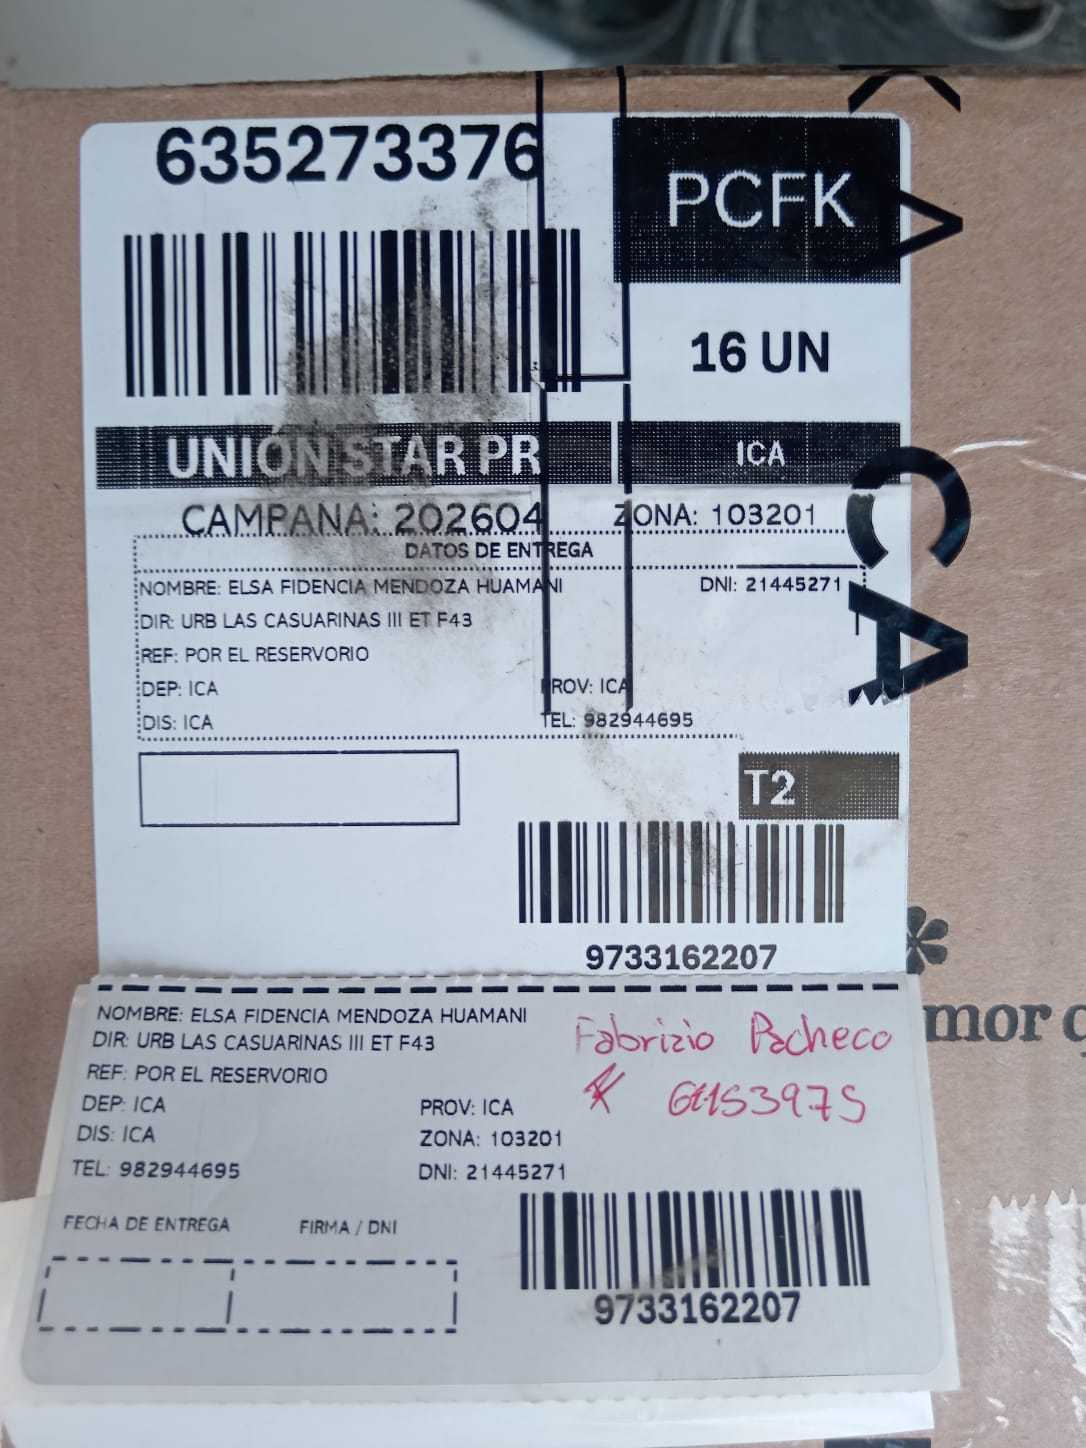 635273376
PCFK
16 UN
UNIÓN STAR PR
ICA
CAMPAÑA: 202604 ZONA: 103201
DATOS DE ENTREGA
NOMBRE: ELSA FIDENCIA MENDOZA HUAMANI DNI: 21445271
DIR: URB LAS CASUARINAS III ET F43
REF: POR EL RESERVORIO
DEP: ICA PROV: ICA
DIS: ICA TEL: 982944695
T2
9733162207
NOMBRE: ELSA FIDENCIA MENDOZA HUAMANI
DIR: URB LAS CASUARINAS III ET F43
REF: POR EL RESERVORIO
DEP: ICA PROV: ICA
DIS: ICA ZONA: 103201
TEL: 982944695 DNI: 21445271
FECHA DE ENTREGA FIRMA / DNI
9733162207
Fabrizio Pacheco
CA
mor q